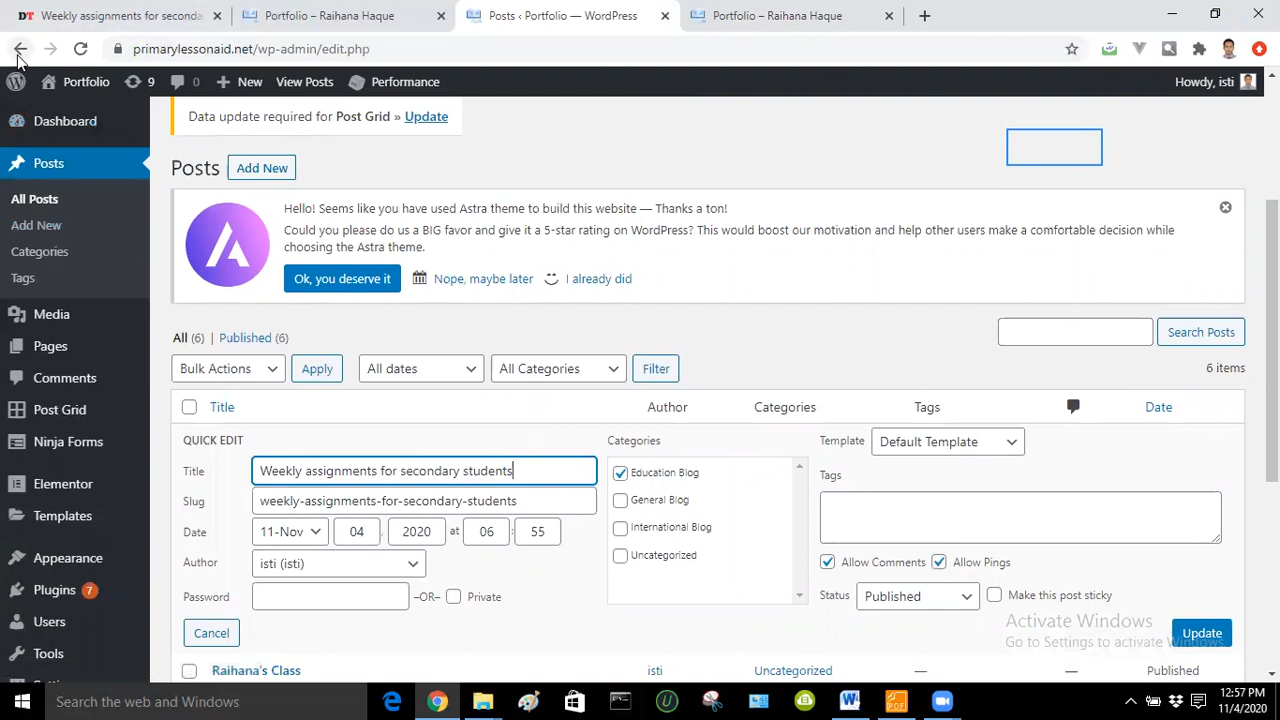 DT Weekly assignments for seconda
Portfolio – Raihana Haque
Posts ‹ Portfolio — WordPress
Portfolio – Raihana Haque
primarylessonaid.net/wp-admin/edit.php
Portfolio 9 0 New View Posts Performance Howdy, isti
Dashboard
Posts
All Posts
Add New
Categories
Tags
Media
Pages
Comments
Post Grid
Ninja Forms
Elementor
Templates
Appearance
Plugins 7
Users
Tools
Data update required for Post Grid » Update
Posts Add New
Hello! Seems like you have used Astra theme to build this website — Thanks a ton!
Could you please do us a BIG favor and give it a 5-star rating on WordPress? This would boost our motivation and help other users make a comfortable decision while
choosing the Astra theme.
Ok, you deserve it Nope, maybe later I already did
All (6) | Published (6)
Search Posts
Bulk Actions Apply All dates All Categories Filter 6 items
Title Author Categories Tags Date
QUICK EDIT
Title Weekly assignments for secondary students
Slug weekly-assignments-for-secondary-students
Date 11-Nov 04 , 2020 at 06 : 55
Author isti (isti)
Password –OR– Private
Categories
Education Blog
General Blog
International Blog
Uncategorized
Template Default Template
Tags
Allow Comments Allow Pings
Status Published Make this post sticky
Cancel Update
Activate Windows
Go to Settings to activate Windows.
Raihana's Class isti Uncategorized — — Published
Search the Windows
12:57 PM
11/4/2020